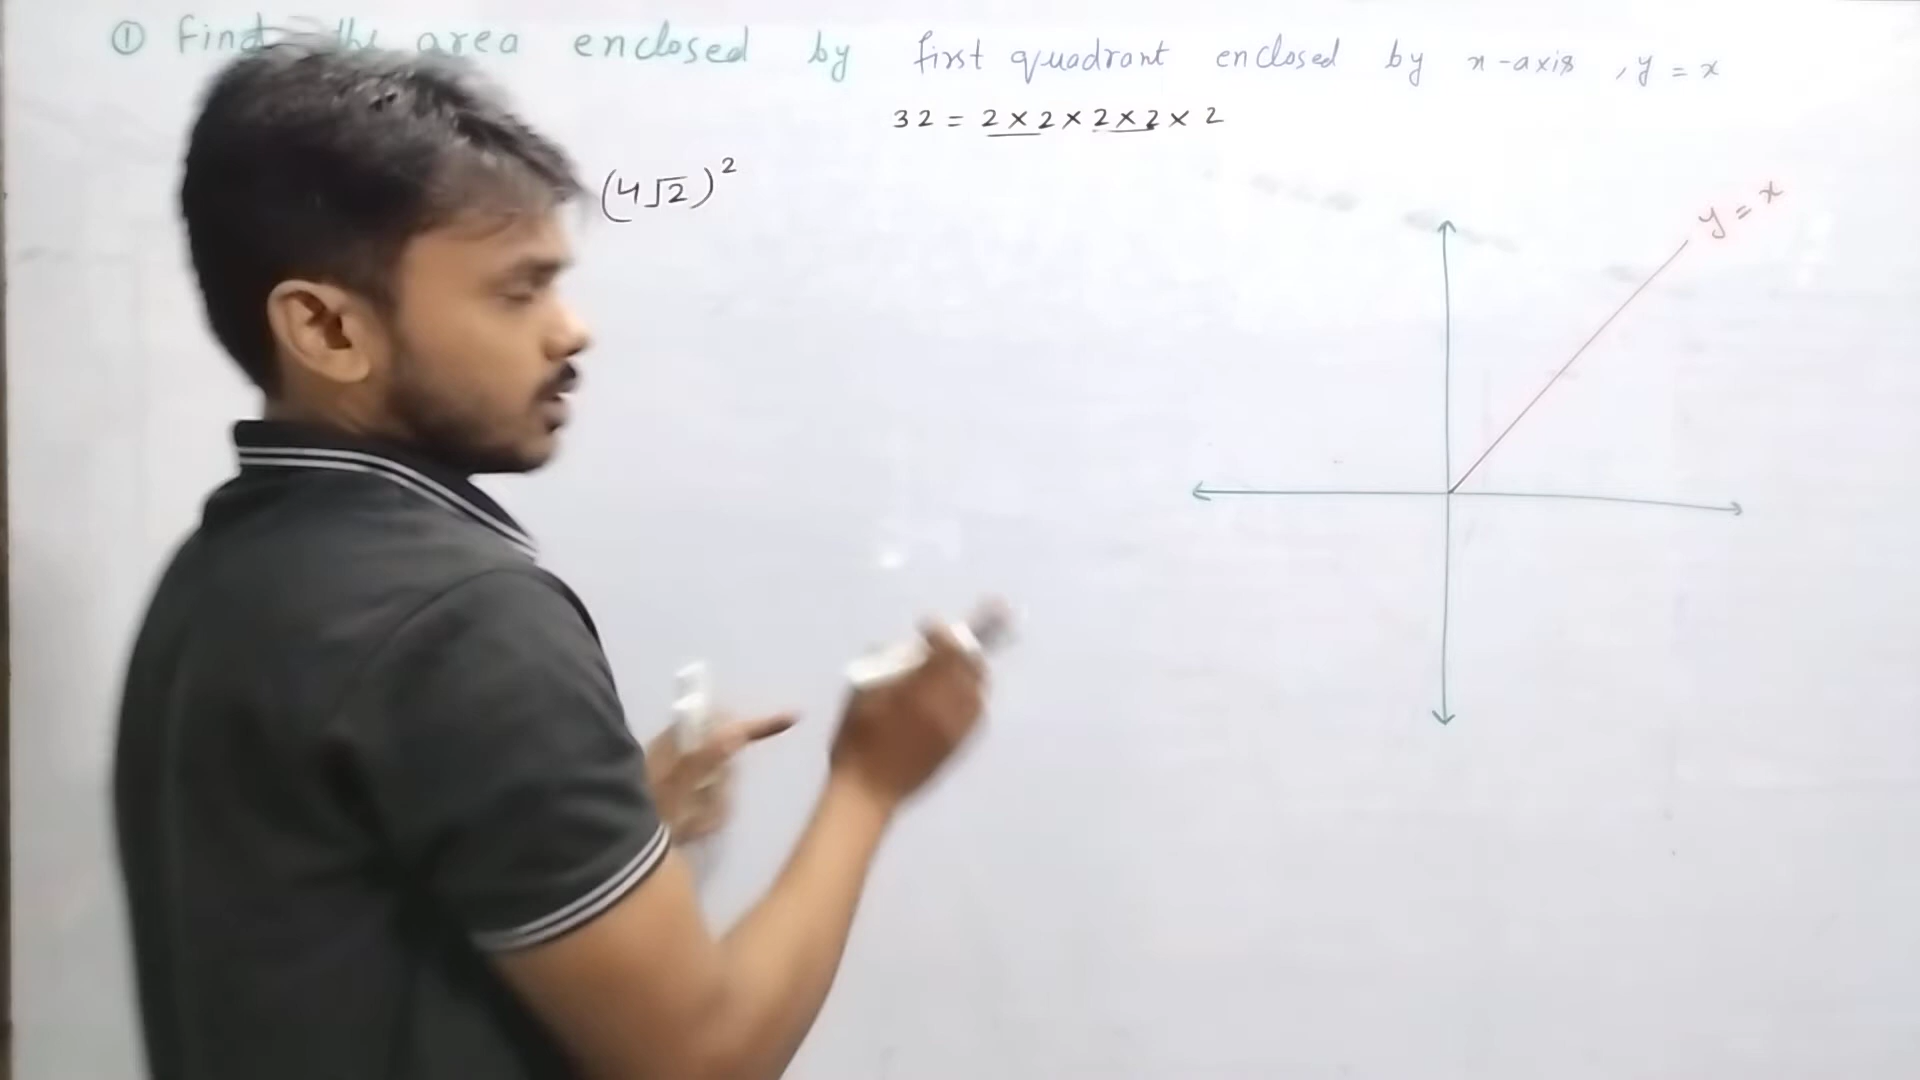 ① Find the area enclosed by first quadrant enclosed by x-axis , y = x
32 = 2 × 2 × 2 × 2 × 2
(4√2)²
y = x